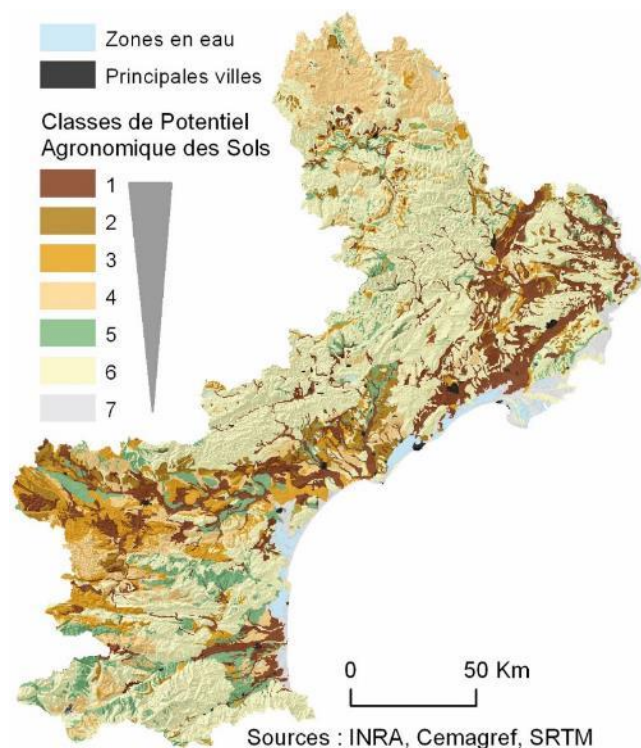 Zones en eau
Principales villes
Classes de Potentiel
Agronomique des Sols
1
2
3
4
5
6
7
0 50 Km
Sources : INRA, Cemagref, SRTM